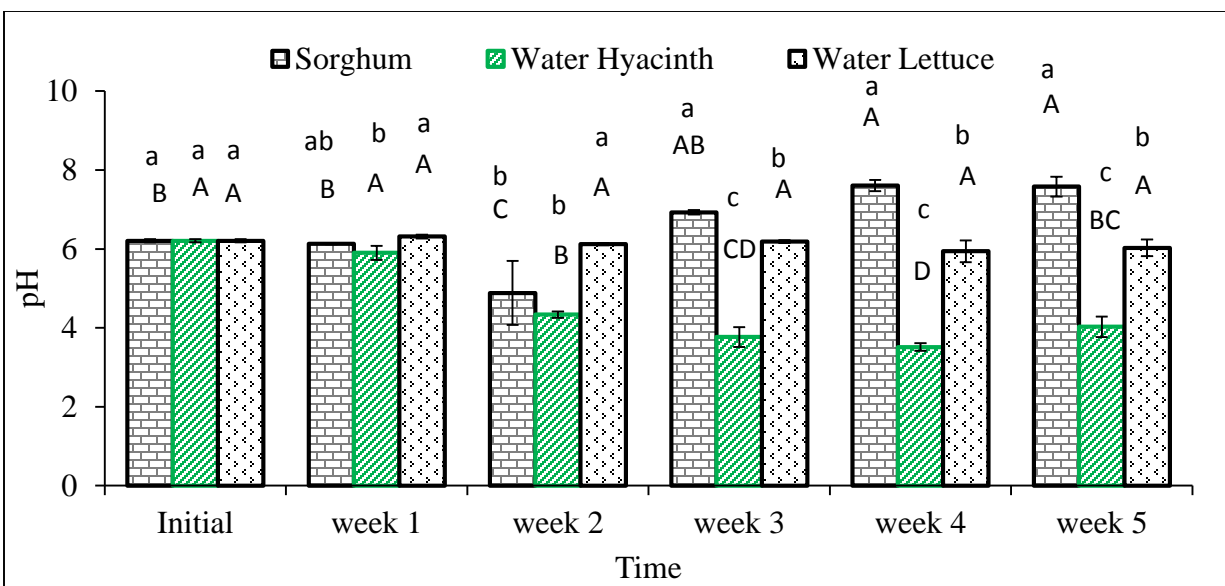 Sorghum Water Hyacinth Water Lettuce
pH
10
8
6
4
2
0
a a a
B A A
ab b a
B A A
b b a
C B A
a c b
AB CD A
a c b
A D A
a c b
A BC A
Initial week 1 week 2 week 3 week 4 week 5
Time